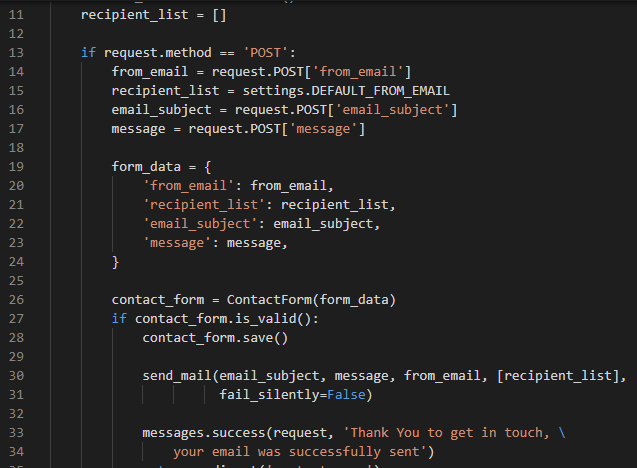 11 recipient_list = []
12
13 if request.method == 'POST':
14 from_email = request.POST['from_email']
15 recipient_list = settings.DEFAULT_FROM_EMAIL
16 email_subject = request.POST['email_subject']
17 message = request.POST['message']
18
19 form_data = {
20 'from_email': from_email,
21 'recipient_list': recipient_list,
22 'email_subject': email_subject,
23 'message': message,
24 }
25
26 contact_form = ContactForm(form_data)
27 if contact_form.is_valid():
28 contact_form.save()
29
30 send_mail(email_subject, message, from_email, [recipient_list],
31 fail_silently=False)
32
33 messages.success(request, 'Thank You to get in touch, \
34 your email was successfully sent')